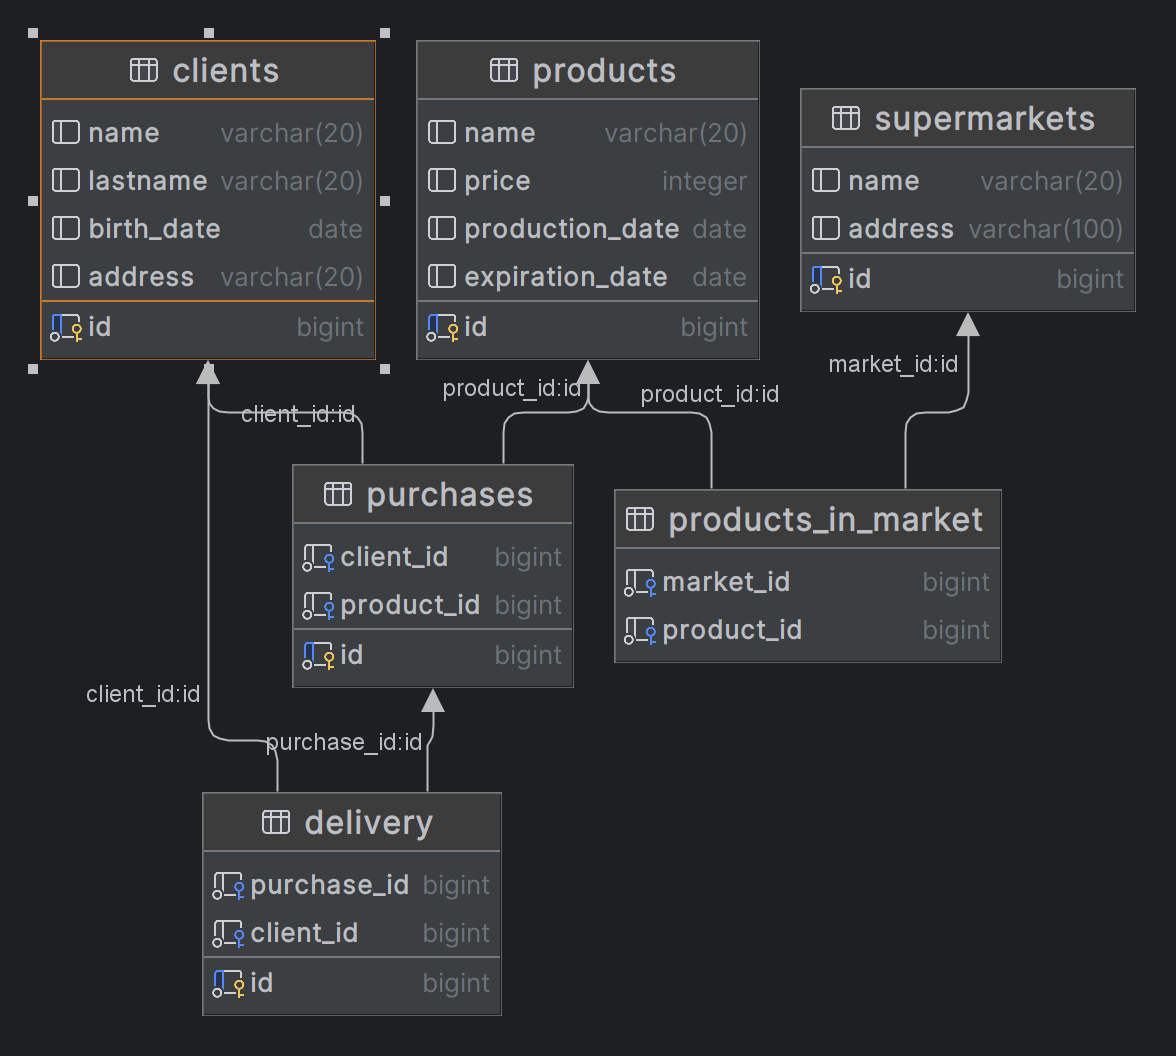 clients
name varchar(20)
lastname varchar(20)
birth_date date
address varchar(20)
id bigint
products
name varchar(20)
price integer
production_date date
expiration_date date
id bigint
supermarkets
name varchar(20)
address varchar(100)
id bigint
client_id:id
product_id:id
product_id:id
market_id:id
purchases
client_id bigint
product_id bigint
id bigint
products_in_market
market_id bigint
product_id bigint
client_id:id
purchase_id:id
delivery
purchase_id bigint
client_id bigint
id bigint